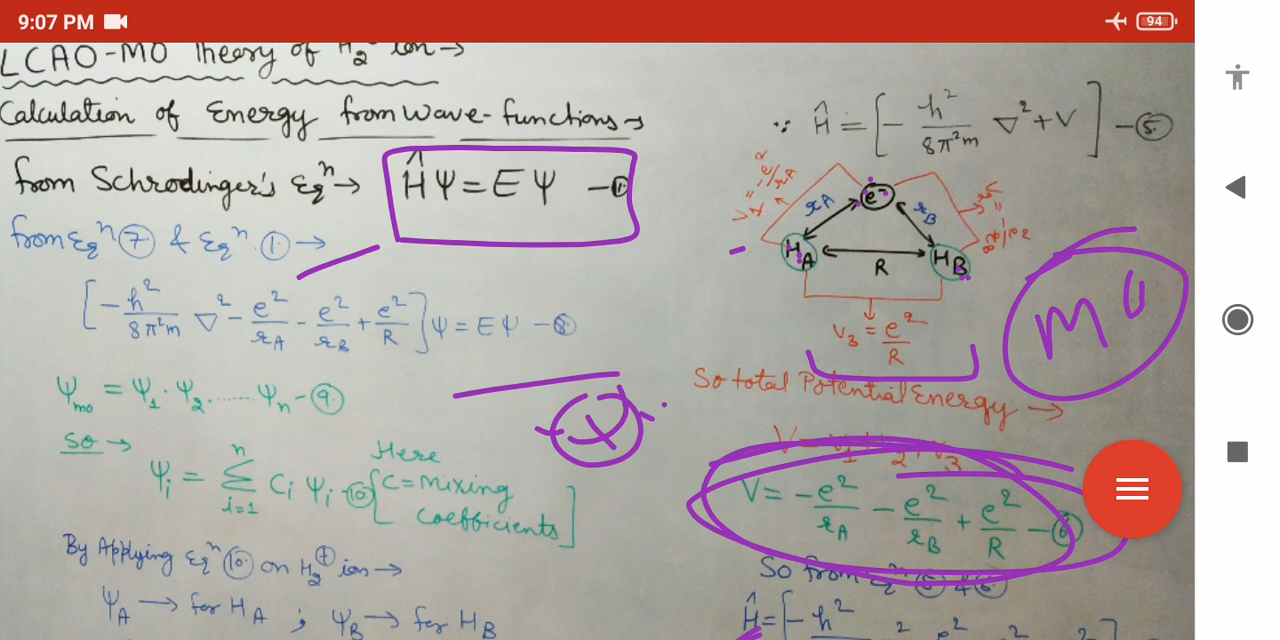 9:07 PM
94
LCAO-MO Theory of H₂⁺ ion →
Calculation of Energy from wave-functions →
from Schrodinger's Eqⁿ → ĤΨ = EΨ —①
from Eqⁿ ⑦ & Eqⁿ. ① →
[-h²/8π²m ∇² - e²/rA - e²/rB + e²/R] Ψ = EΨ —⑧
Ψmo = Ψ₁·Ψ₂.......Ψn —⑨
so →
Ψi = Σ(i=1 to n) Ci Ψi —⑩ [Here C = mixing coefficients]
By Applying Eqⁿ ⑩ on H₂⊕ ion →
ΨA → for HA ; ΨB → for HB
∵ Ĥ = [-h²/8π²m ∇² + V] —⑤
e⁻
rA
rB
HA
HB
R
V₃ = e²/R
MO
So total Potential Energy →
V = -e²/rA - e²/rB + e²/R —⑥
So from Eqⁿ ⑤ & ⑥
Ĥ = [-h²